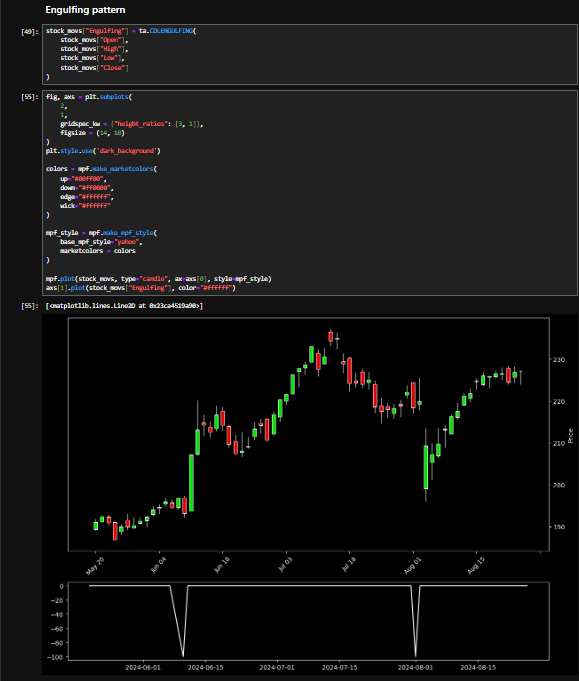 Engulfing pattern
[49]: stock_movs["Engulfing"] = ta.CDLENGULFING(
stock_movs["Open"],
stock_movs["High"],
stock_movs["Low"],
stock_movs["Close"]
)
[55]: fig, axs = plt.subplots(
2,
1,
gridspec_kw = {"height_ratios": [3, 1]},
figsize = (14, 10)
)
plt.style.use('dark_background')
colors = mpf.make_marketcolors(
up="#00ff00",
down="#ff0000",
edge="#ffffff",
wick="#ffffff"
)
mpf_style = mpf.make_mpf_style(
base_mpf_style="yahoo",
marketcolors = colors
)
mpf.plot(stock_movs, type="candle", ax=axs[0], style=mpf_style)
axs[1].plot(stock_movs["Engulfing"], color="#ffffff")
[55]: [<matplotlib.lines.Line2D at 0x23ca4519a90>]
230
220
210
200
190
Price
May 20 Jun 04 Jun 18 Jul 03 Jul 18 Aug 01 Aug 15
0
−20
−40
−60
−80
−100
2024-06-01 2024-06-15 2024-07-01 2024-07-15 2024-08-01 2024-08-15